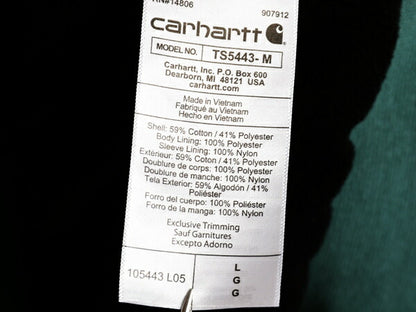 RN#14806
907912
carhartt
MODEL NO. TS5443- M
Carhartt, Inc. P.O. Box 600
Dearborn, MI 48121 USA
carhartt.com
Made in Vietnam
Fabriqué au Vietnam
Hecho en Vietnam
Shell: 59% Cotton / 41% Polyester
Body Lining: 100% Polyester
Sleeve Lining: 100% Nylon
Extérieur: 59% Coton / 41% Polyester
Doublure de corps: 100% Polyester
Doublure de manche: 100% Nylon
Tela Exterior: 59% Algodón / 41%
Poliéster
Forro del cuerpo: 100% Poliéster
Forro de la manga: 100% Nylon
Exclusive Trimming
Sauf Garnitures
Excepto Adorno
105443 L05
L
G
G